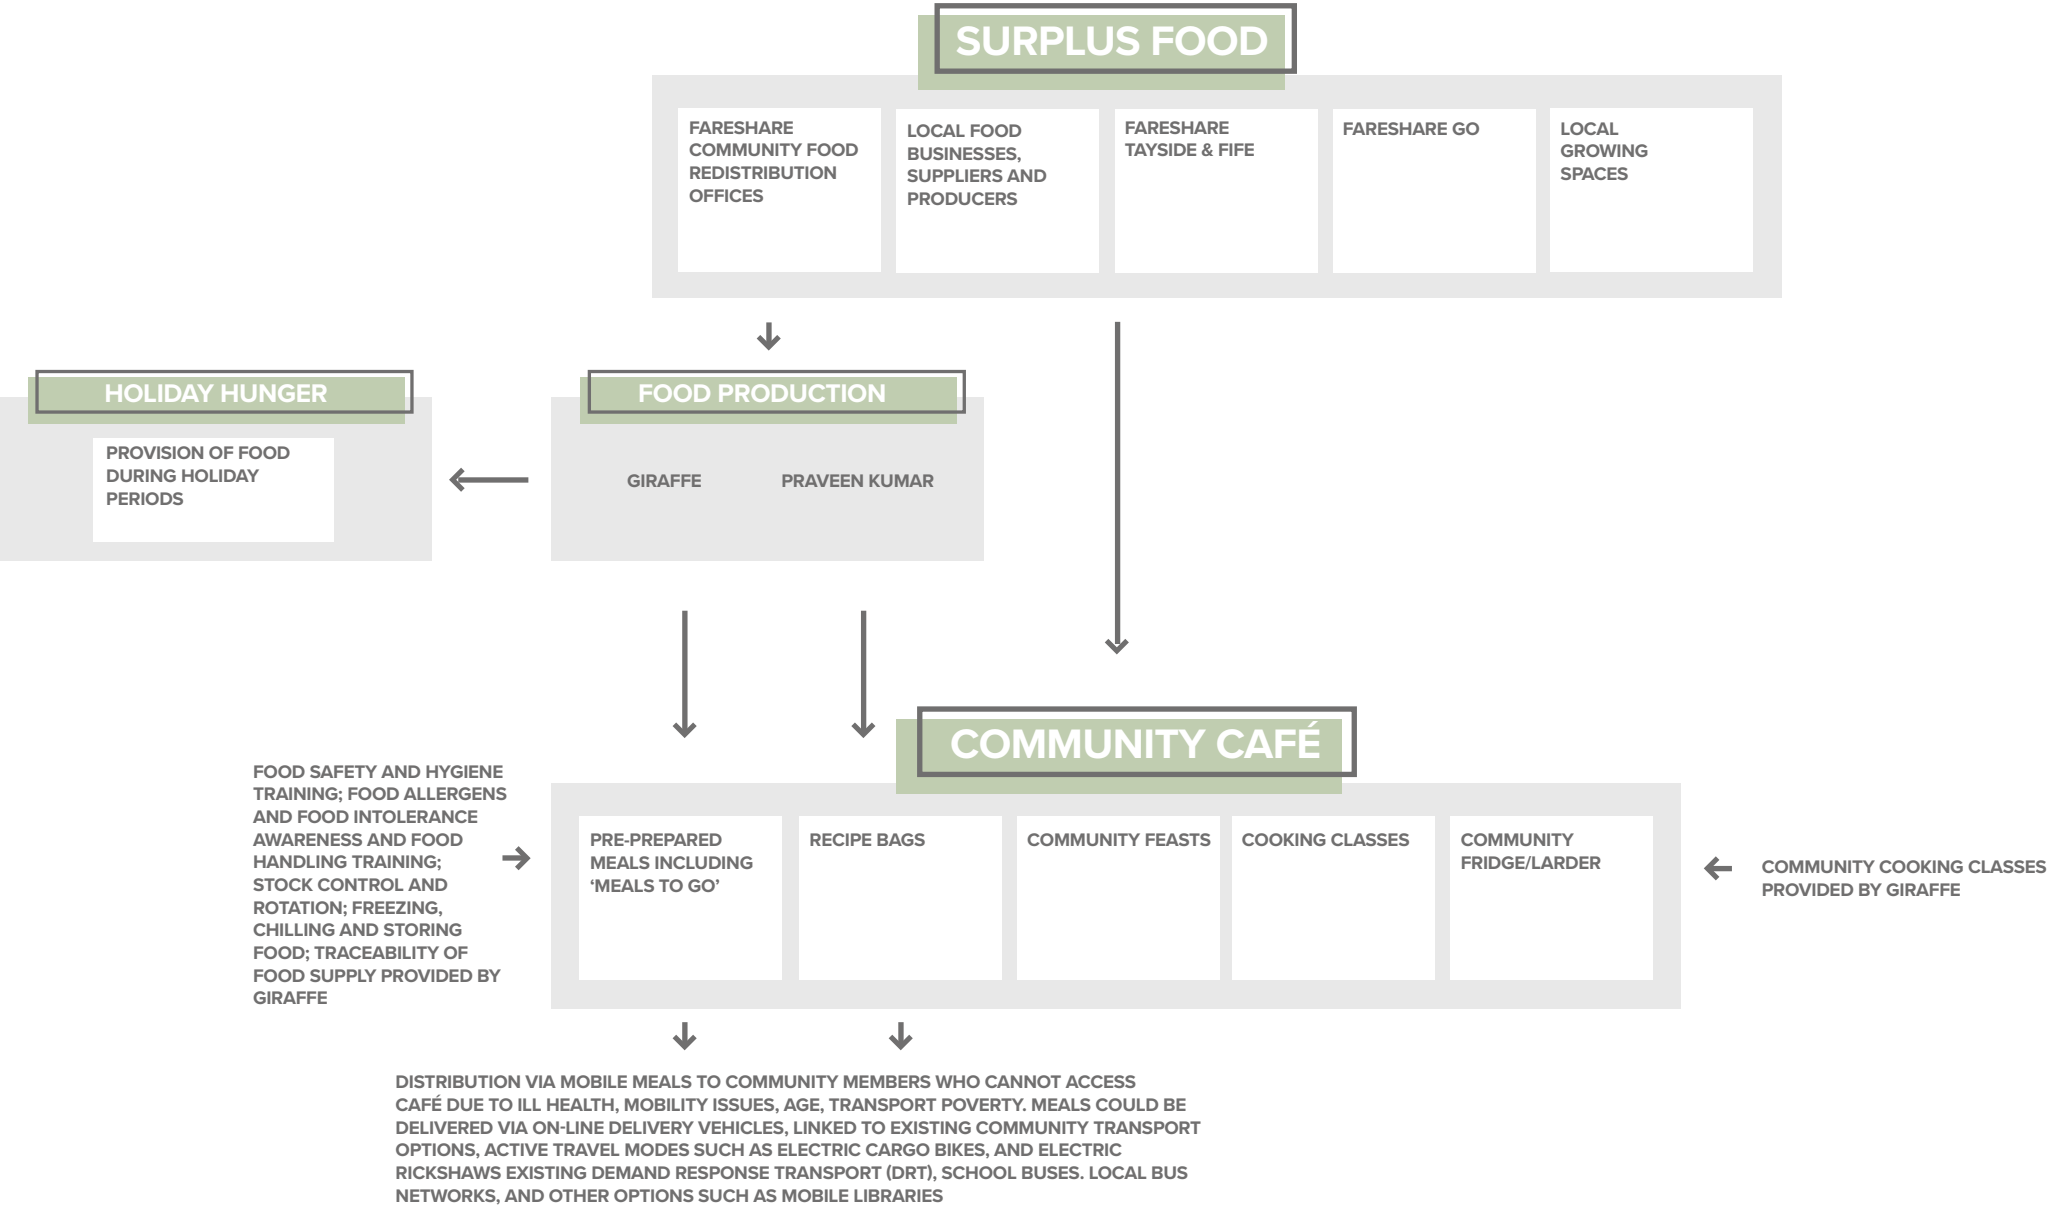 SURPLUS FOOD
FARESHARE
COMMUNITY FOOD
REDISTRIBUTION
OFFICES
LOCAL FOOD
BUSINESSES,
SUPPLIERS AND
PRODUCERS
FARESHARE
TAYSIDE & FIFE
FARESHARE GO
LOCAL
GROWING
SPACES
HOLIDAY HUNGER
PROVISION OF FOOD
DURING HOLIDAY
PERIODS
FOOD PRODUCTION
GIRAFFE
PRAVEEN KUMAR
COMMUNITY CAFÉ
FOOD SAFETY AND HYGIENE
TRAINING; FOOD ALLERGENS
AND FOOD INTOLERANCE
AWARENESS AND FOOD
HANDLING TRAINING;
STOCK CONTROL AND
ROTATION; FREEZING,
CHILLING AND STORING
FOOD; TRACEABILITY OF
FOOD SUPPLY PROVIDED BY
GIRAFFE
PRE-PREPARED
MEALS INCLUDING
‘MEALS TO GO’
RECIPE BAGS
COMMUNITY FEASTS
COOKING CLASSES
COMMUNITY
FRIDGE/LARDER
COMMUNITY COOKING CLASSES
PROVIDED BY GIRAFFE
DISTRIBUTION VIA MOBILE MEALS TO COMMUNITY MEMBERS WHO CANNOT ACCESS
CAFÉ DUE TO ILL HEALTH, MOBILITY ISSUES, AGE, TRANSPORT POVERTY. MEALS COULD BE
DELIVERED VIA ON-LINE DELIVERY VEHICLES, LINKED TO EXISTING COMMUNITY TRANSPORT
OPTIONS, ACTIVE TRAVEL MODES SUCH AS ELECTRIC CARGO BIKES, AND ELECTRIC
RICKSHAWS EXISTING DEMAND RESPONSE TRANSPORT (DRT), SCHOOL BUSES. LOCAL BUS
NETWORKS, AND OTHER OPTIONS SUCH AS MOBILE LIBRARIES